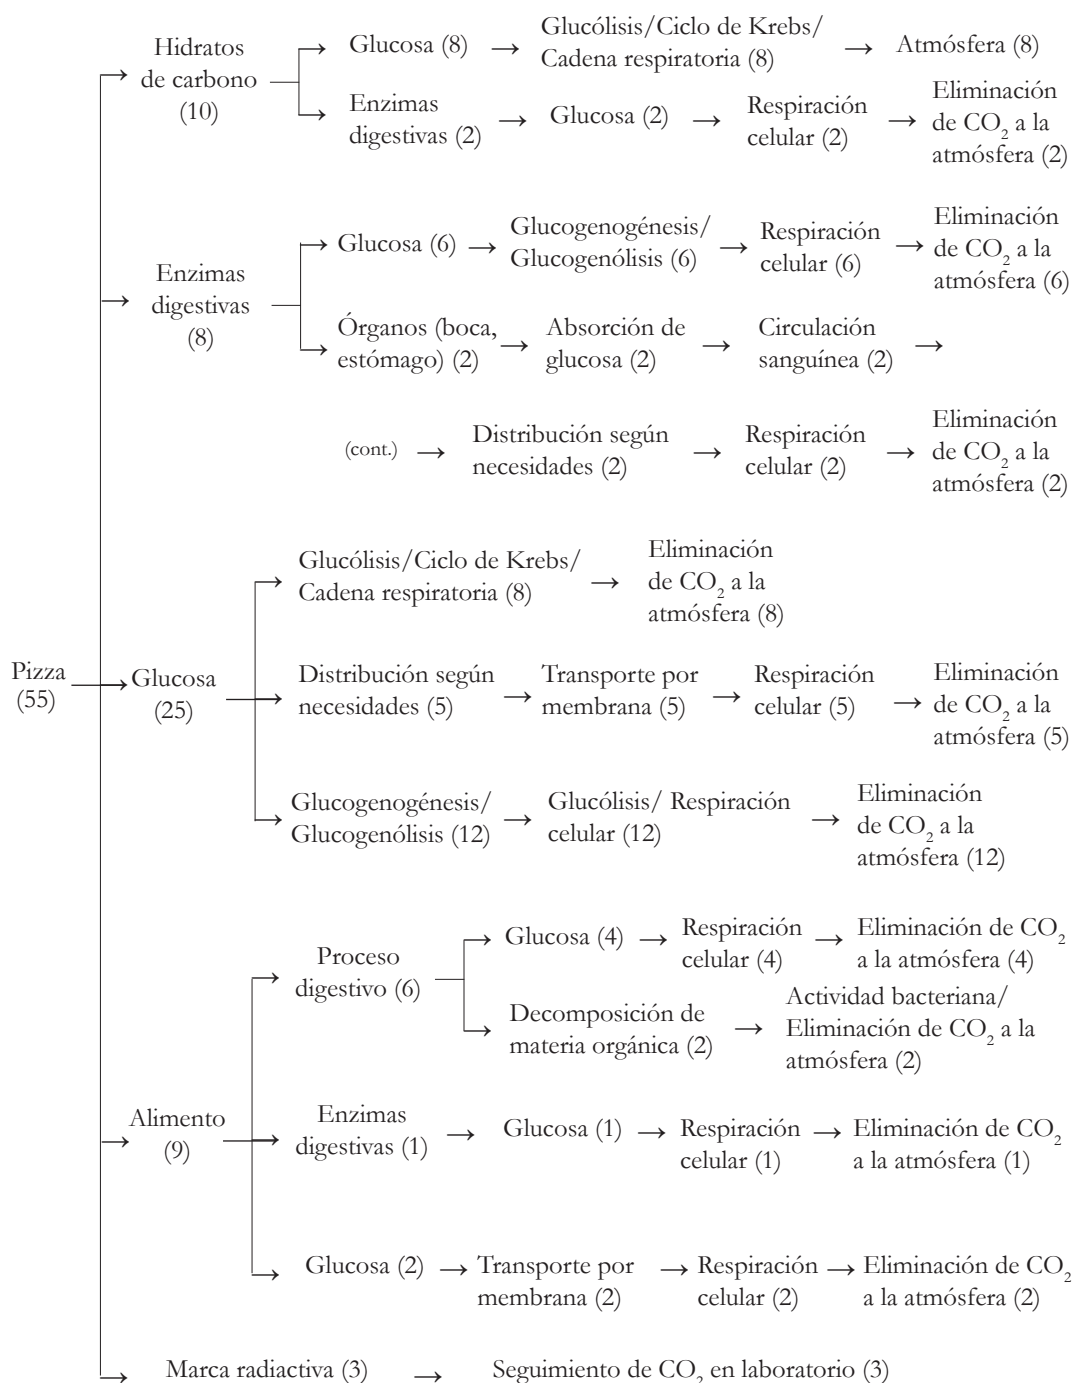 Hidratos
de carbono
(10)
Glucosa (8)
Glucólisis/Ciclo de Krebs/
Cadena respiratoria (8)
Atmósfera (8)
Enzimas
digestivas (2)
Glucosa (2)
Respiración
celular (2)
Eliminación
de CO₂ a la
atmósfera (2)
Enzimas
digestivas
(8)
Glucosa (6)
Glucogenogénesis/
Glucogenólisis (6)
Respiración
celular (6)
Eliminación
de CO₂ a la
atmósfera (6)
Órganos (boca,
estómago) (2)
Absorción de
glucosa (2)
Circulación
sanguínea (2)
(cont.)
Distribución según
necesidades (2)
Respiración
celular (2)
Eliminación
de CO₂ a la
atmósfera (2)
Pizza
(55)
Glucosa
(25)
Glucólisis/Ciclo de Krebs/
Cadena respiratoria (8)
Eliminación
de CO₂ a la
atmósfera (8)
Distribución según
necesidades (5)
Transporte por
membrana (5)
Respiración
celular (5)
Eliminación
de CO₂ a la
atmósfera (5)
Glucogenogénesis/
Glucogenólisis (12)
Glucólisis/ Respiración
celular (12)
Eliminación
de CO₂ a la
atmósfera (12)
Alimento
(9)
Proceso
digestivo (6)
Glucosa (4)
Respiración
celular (4)
Eliminación de CO₂
a la atmósfera (4)
Decomposición de
materia orgánica (2)
Actividad bacteriana/
Eliminación de CO₂ a la
atmósfera (2)
Enzimas
digestivas (1)
Glucosa (1)
Respiración
celular (1)
Eliminación de CO₂
a la atmósfera (1)
Glucosa (2)
Transporte por
membrana (2)
Respiración
celular (2)
Eliminación de CO₂
a la atmósfera (2)
Marca radiactiva (3)
Seguimiento de CO₂ en laboratorio (3)